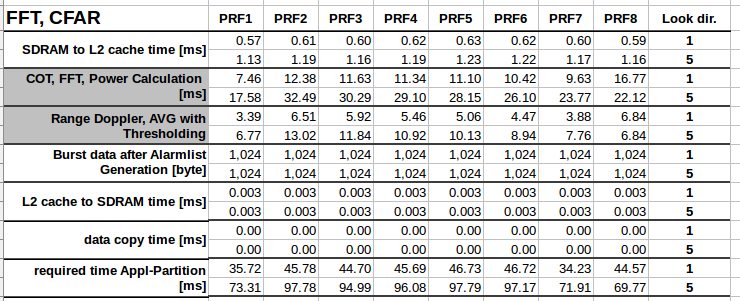 FFT, CFAR PRF1 PRF2 PRF3 PRF4 PRF5 PRF6 PRF7 PRF8 Look dir.
SDRAM to L2 cache time [ms] 0.57 0.61 0.60 0.62 0.63 0.62 0.60 0.59 1
1.13 1.19 1.16 1.19 1.23 1.22 1.17 1.16 5
COT, FFT, Power Calculation 7.46 12.38 11.63 11.34 11.10 10.42 9.63 16.77 1
[ms] 17.58 32.49 30.29 29.10 28.15 26.10 23.77 22.12 5
Range Doppler, AVG with 3.39 6.51 5.92 5.46 5.06 4.47 3.88 6.84 1
Thresholding 6.77 13.02 11.84 10.92 10.13 8.94 7.76 6.84 5
Burst data after Alarmlist 1,024 1,024 1,024 1,024 1,024 1,024 1,024 1,024 1
Generation [byte] 1,024 1,024 1,024 1,024 1,024 1,024 1,024 1,024 5
L2 cache to SDRAM time [ms] 0.003 0.003 0.003 0.003 0.003 0.003 0.003 0.003 1
0.003 0.003 0.003 0.003 0.003 0.003 0.003 0.003 5
data copy time [ms] 0.00 0.00 0.00 0.00 0.00 0.00 0.00 0.00 1
0.00 0.00 0.00 0.00 0.00 0.00 0.00 0.00 5
required time Appl-Partition 35.72 45.78 44.70 45.69 46.73 46.72 34.23 44.57 1
[ms] 73.31 97.78 94.99 96.08 97.79 97.17 71.91 69.77 5